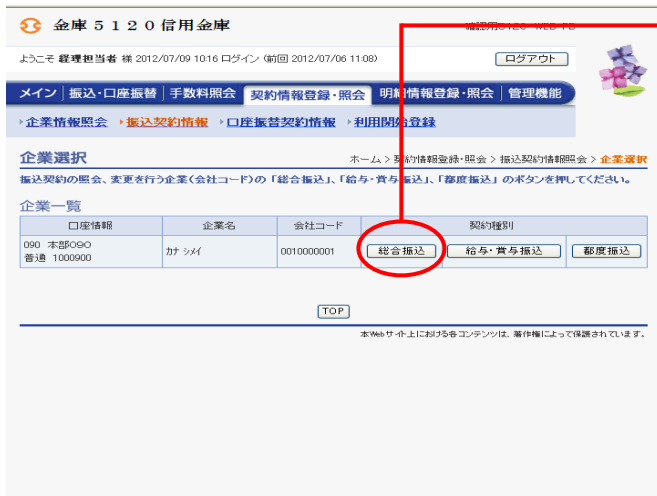 金庫５１２０信用金庫
確認用5120-WEB-FB
ようこそ 経理担当者 様 2012/07/09 10:16 ログイン (前回 2012/07/06 11:08)
ログアウト
メイン 振込・口座振替 手数料照会 契約情報登録・照会 明細情報登録・照会 管理機能
企業情報照会 振込契約情報 口座振替契約情報 利用開始登録
企業選択
ホーム > 契約情報登録・照会 > 振込契約情報照会 > 企業選択
振込契約の照会、変更を行う企業(会社コード)の「総合振込」、「給与・賞与振込」、「都度振込」のボタンを押してください。
企業一覧
口座情報 企業名 会社コード 契約種別
090 本部090
普通 1000900
カナ シメイ
0010000001
総合振込 給与・賞与振込 都度振込
TOP
本Webサイト上における各コンテンツは、著作権によって保護されています。